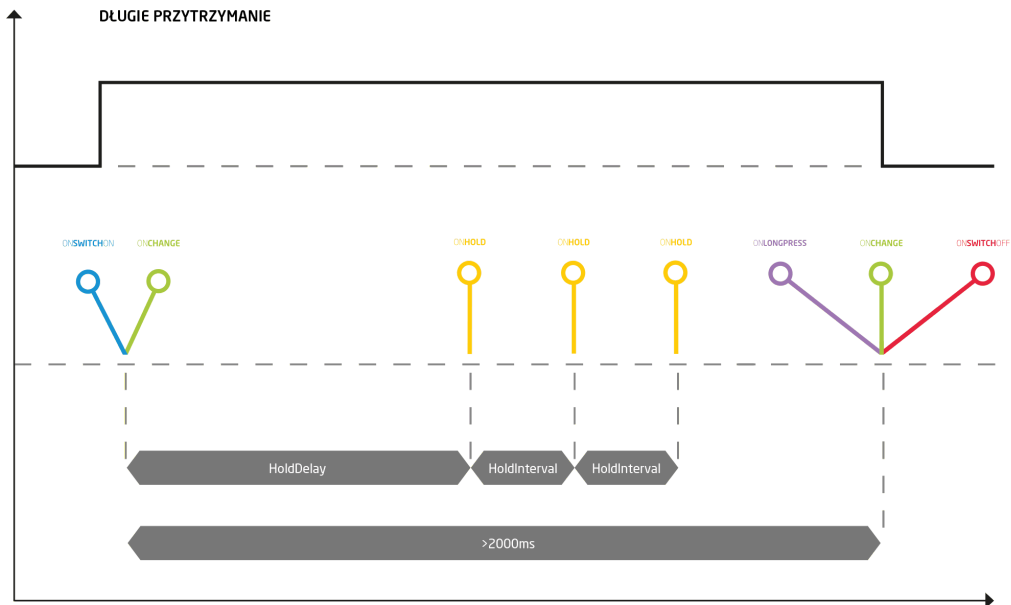 DŁUGIE PRZYTRZYMANIE
ONSWITCHON
ONCHANGE
ONHOLD
ONHOLD
ONHOLD
ONLONGPRESS
ONCHANGE
ONSWITCHOFF
HoldDelay
HoldInterval
HoldInterval
>2000ms